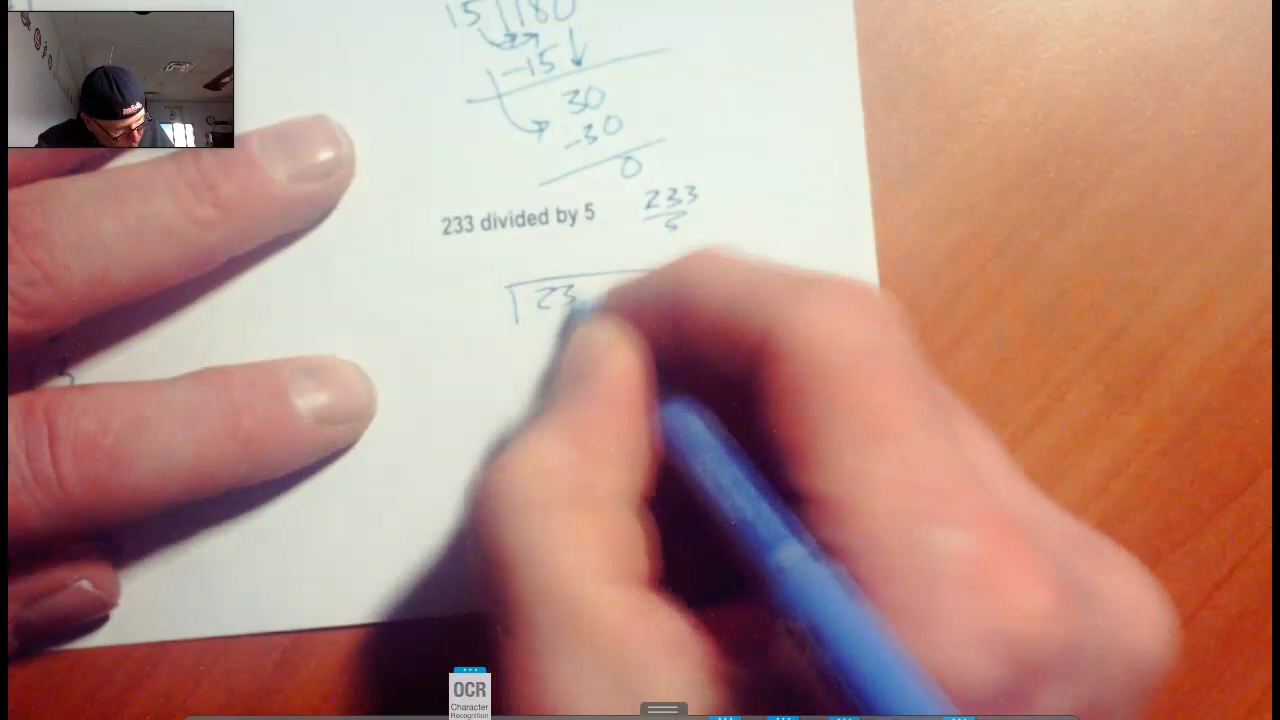 15 180
-15
30
-30
0
233 divided by 5 233
5
23
OCR
Character
Recognition